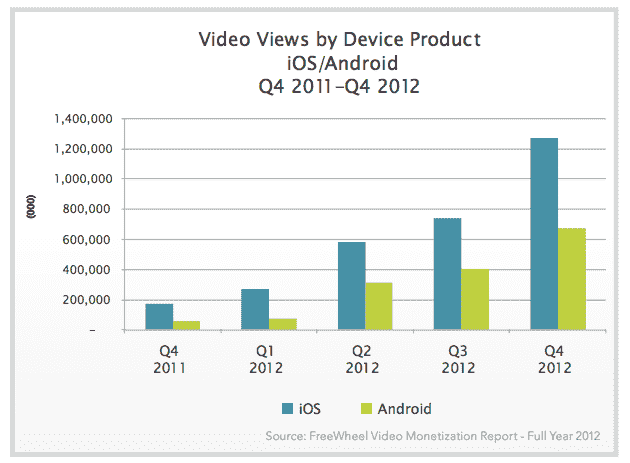 Video Views by Device Product
iOS/Android
Q4 2011–Q4 2012
1,400,000
1,200,000
1,000,000
800,000
600,000
400,000
200,000
–
(000)
Q4 Q1 Q2 Q3 Q4
2011 2012 2012 2012 2012
iOS Android
Source: FreeWheel Video Monetization Report - Full Year 2012